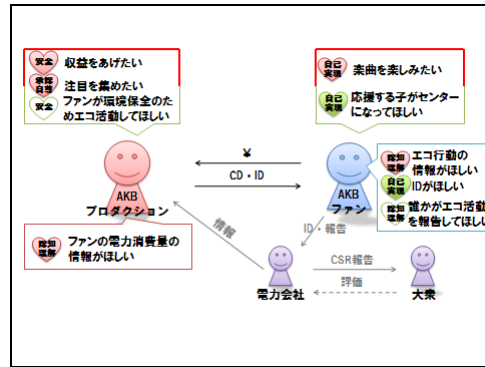 安全 収益をあげたい
承認自尊 注目を集めたい
安全 ファンが環境保全のた
めエコ活動してほしい
自己実現 楽曲を楽しみたい
自己実現 応援する子がセンター
になってほしい
¥
CD・ID
AKB
プロダクション
AKB
ファン
認知理解 エコ行動の
情報がほしい
自己実現 IDがほしい
認知理解 誰かがエコ活動
を報告してほし
認知理解 ファンの電力消費量の
情報がほしい
情報
ID・報告
電力会社
CSR報告
評価
大衆